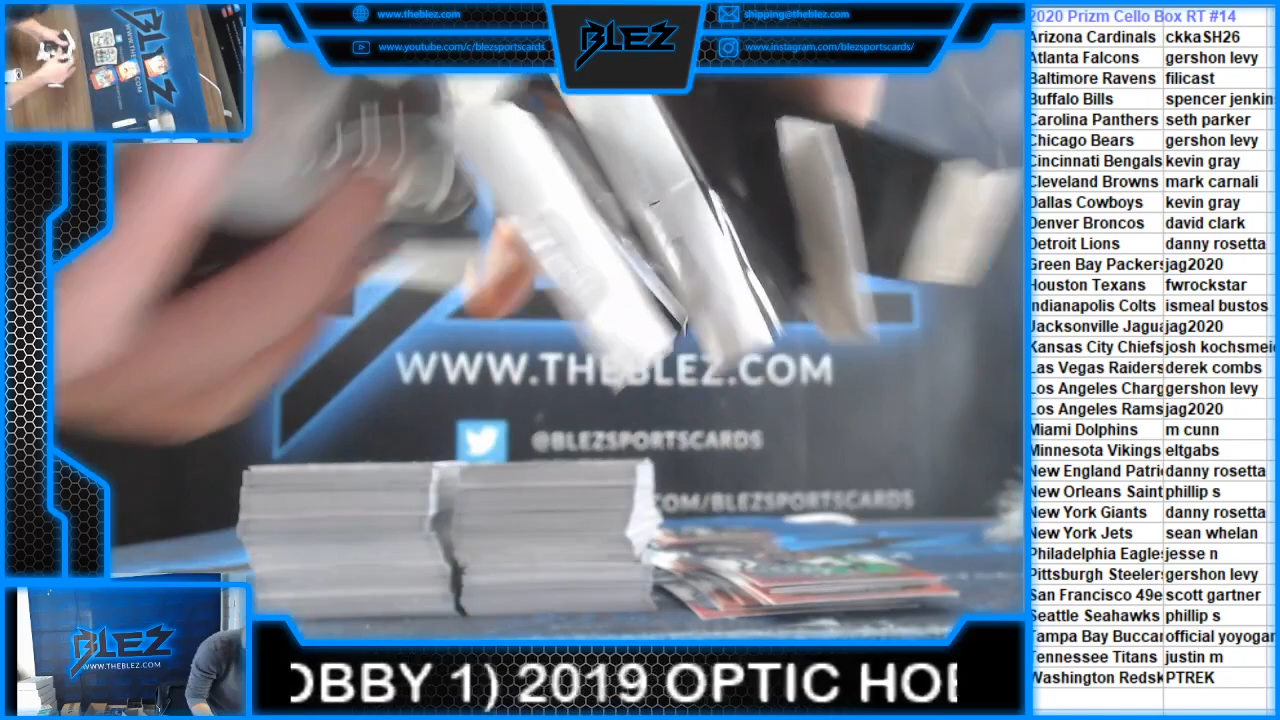 BLEZ
WWW.THEBLEZ.COM
www.theblez.com
www.youtube.com/c/blezsportscards
BLEZ
shipping@theblez.com
www.instagram.com/blezsportscards/
WWW.THEBLEZ.COM
@BLEZSPORTSCARDS
COM/BLEZSPORTSCARDS
BLEZ
WWW.THEBLEZ.COM
OBBY 1) 2019 OPTIC HOB
2020 Prizm Cello Box RT #14
Arizona Cardinals ckkaSH26
Atlanta Falcons gershon levy
Baltimore Ravens filicast
Buffalo Bills spencer jenkin
Carolina Panthers seth parker
Chicago Bears gershon levy
Cincinnati Bengals kevin gray
Cleveland Browns mark carnali
Dallas Cowboys kevin gray
Denver Broncos david clark
Detroit Lions danny rosetta
Green Bay Packers jag2020
Houston Texans fwrockstar
Indianapolis Colts ismeal bustos
Jacksonville Jagua jag2020
Kansas City Chiefs josh kochsmei
Las Vegas Raiders derek combs
Los Angeles Charg gershon levy
Los Angeles Rams jag2020
Miami Dolphins m cunn
Minnesota Vikings eltgabs
New England Patri danny rosetta
New Orleans Saint phillip s
New York Giants danny rosetta
New York Jets sean whelan
Philadelphia Eagle jesse n
Pittsburgh Steeler gershon levy
San Francisco 49e scott gartner
Seattle Seahawks phillip s
Tampa Bay Buccar official yoyogar
Tennessee Titans justin m
Washington Redsk PTREK